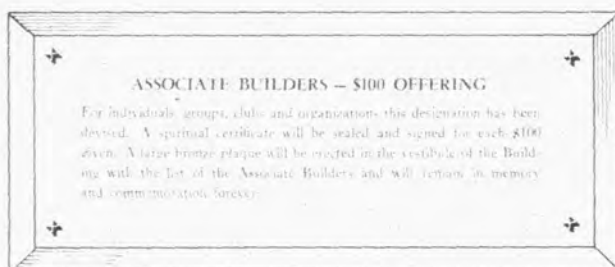 ASSOCIATE BUILDERS — $100 OFFERING
For individuals, groups, clubs and organizations this designation has been
devised. A spiritual certificate will be sealed and signed for each $100
given. A large bronze plaque will be erected in the vestibule of the Build-
ing with the list of the Associate Builders and will remain in memory
and commemoration forever.